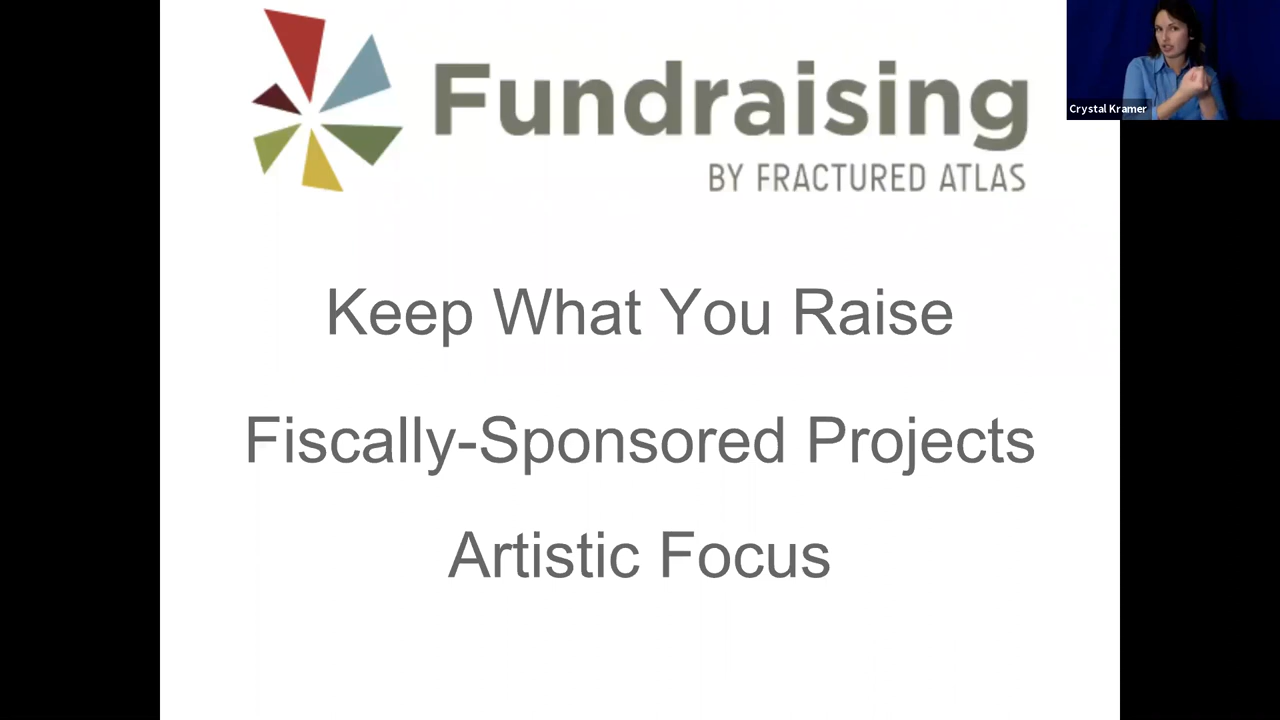 Fundraising
BY FRACTURED ATLAS
Crystal Kramer
Keep What You Raise
Fiscally-Sponsored Projects
Artistic Focus